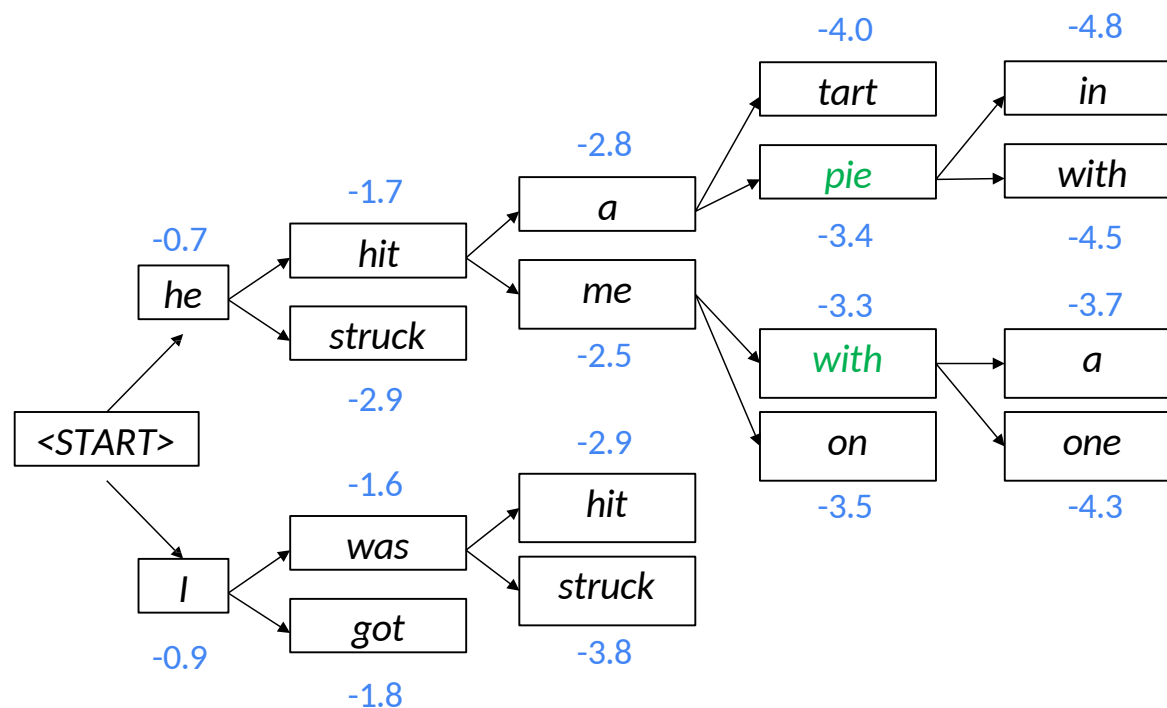 -4.0
-4.8
tart
in
-2.8
pie
with
-1.7
a
-3.4
-4.5
-0.7
hit
he
me
-3.3
-3.7
struck
-2.5
with
a
-2.9
<START>
-2.9
on
one
-1.6
hit
-3.5
-4.3
was
I
struck
got
-0.9
-3.8
-1.8